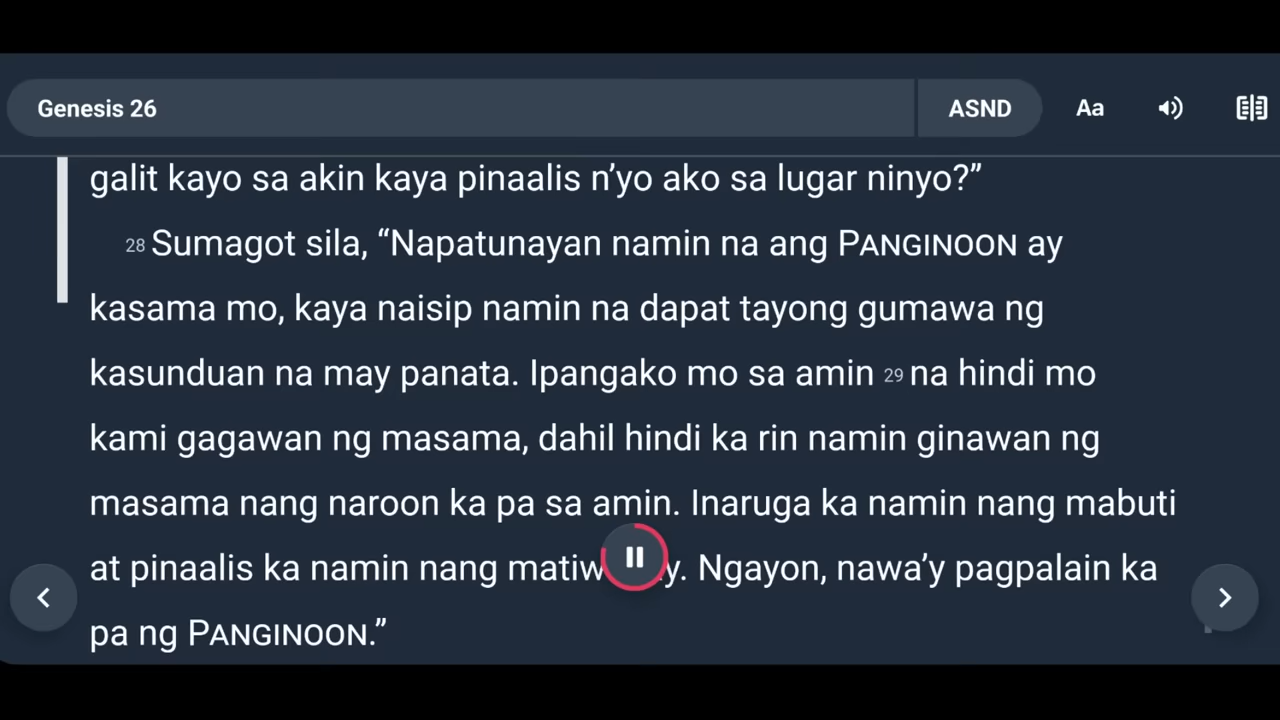 Genesis 26
ASND
Aa
galit kayo sa akin kaya pinaalis n’yo ako sa lugar ninyo?”
28 Sumagot sila, “Napatunayan namin na ang PANGINOON ay
kasama mo, kaya naisip namin na dapat tayong gumawa ng
kasunduan na may panata. Ipangako mo sa amin 29 na hindi mo
kami gagawan ng masama, dahil hindi ka rin namin ginawan ng
masama nang naroon ka pa sa amin. Inaruga ka namin nang mabuti
at pinaalis ka namin nang Ngayon, nawa’y pagpalain ka
pa ng PANGINOON.”